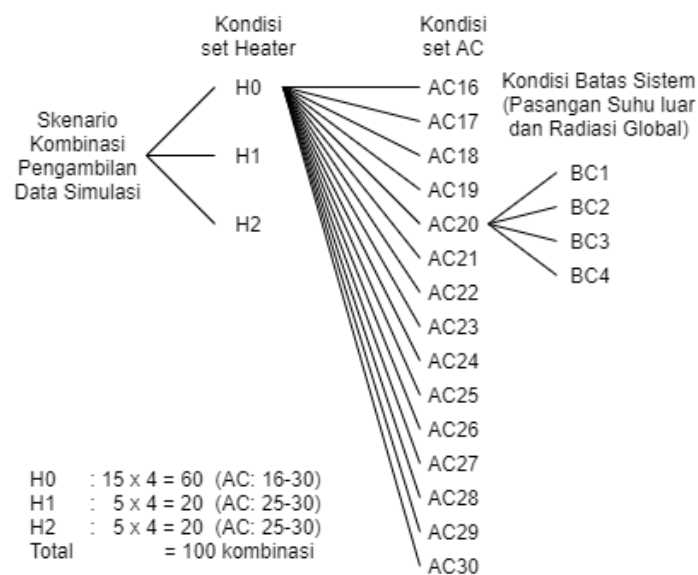 Kondisi
set Heater
Kondisi
set AC
Skenario
Kombinasi
Pengambilan
Data Simulasi
H0
H1
H2
AC16
AC17
AC18
AC19
AC20
AC21
AC22
AC23
AC24
AC25
AC26
AC27
AC28
AC29
AC30
Kondisi Batas Sistem
(Pasangan Suhu luar
dan Radiasi Global)
BC1
BC2
BC3
BC4
H0 : 15 x 4 = 60 (AC: 16-30)
H1 : 5 x 4 = 20 (AC: 25-30)
H2 : 5 x 4 = 20 (AC: 25-30)
Total = 100 kombinasi